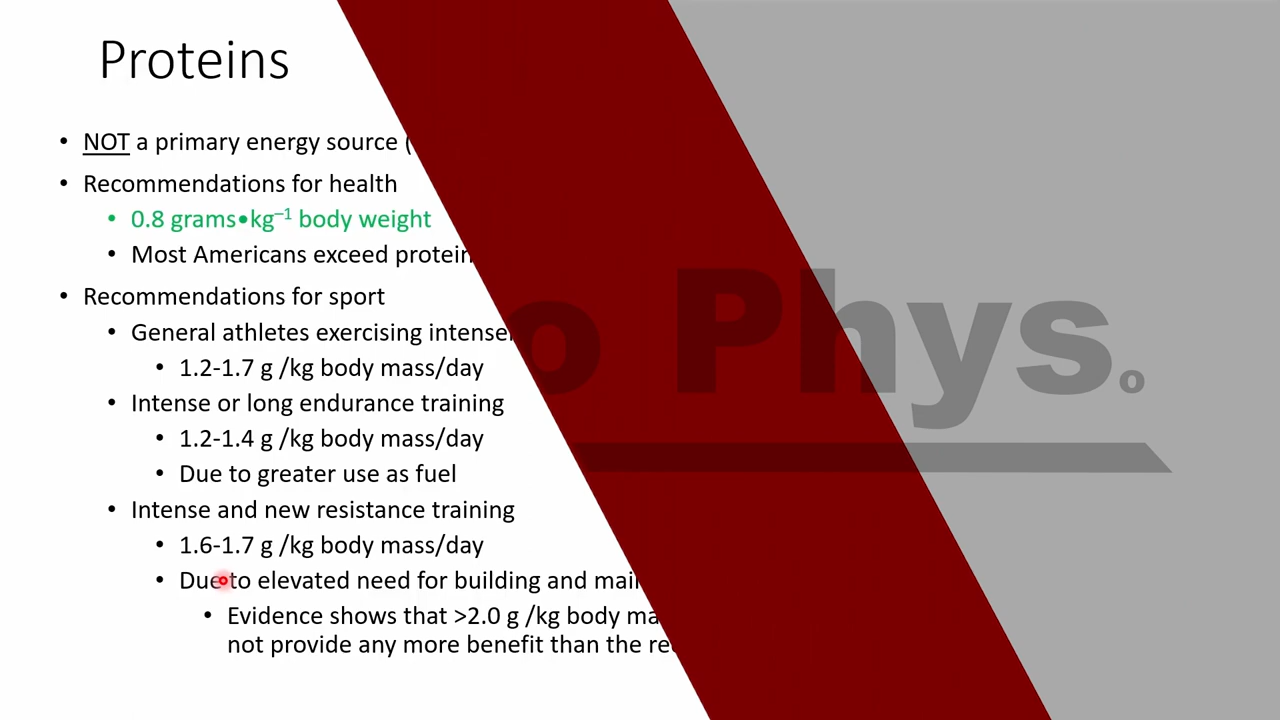 Proteins
• NOT a primary energy source (
• Recommendations for health
• 0.8 grams•kg⁻¹ body weight
• Most Americans exceed protein
• Recommendations for sport
• General athletes exercising
• 1.2-1.7 g /kg body mass/day
o Phys.
• Intense or long endurance training
• 1.2-1.4 g /kg body mass/day
• Due to greater use as fuel
• Intense and new resistance training
• 1.6-1.7 g /kg body mass/day
• Due to elevated need for building and
• Evidence shows that >2.0 g /kg body
not provide any more benefit than the